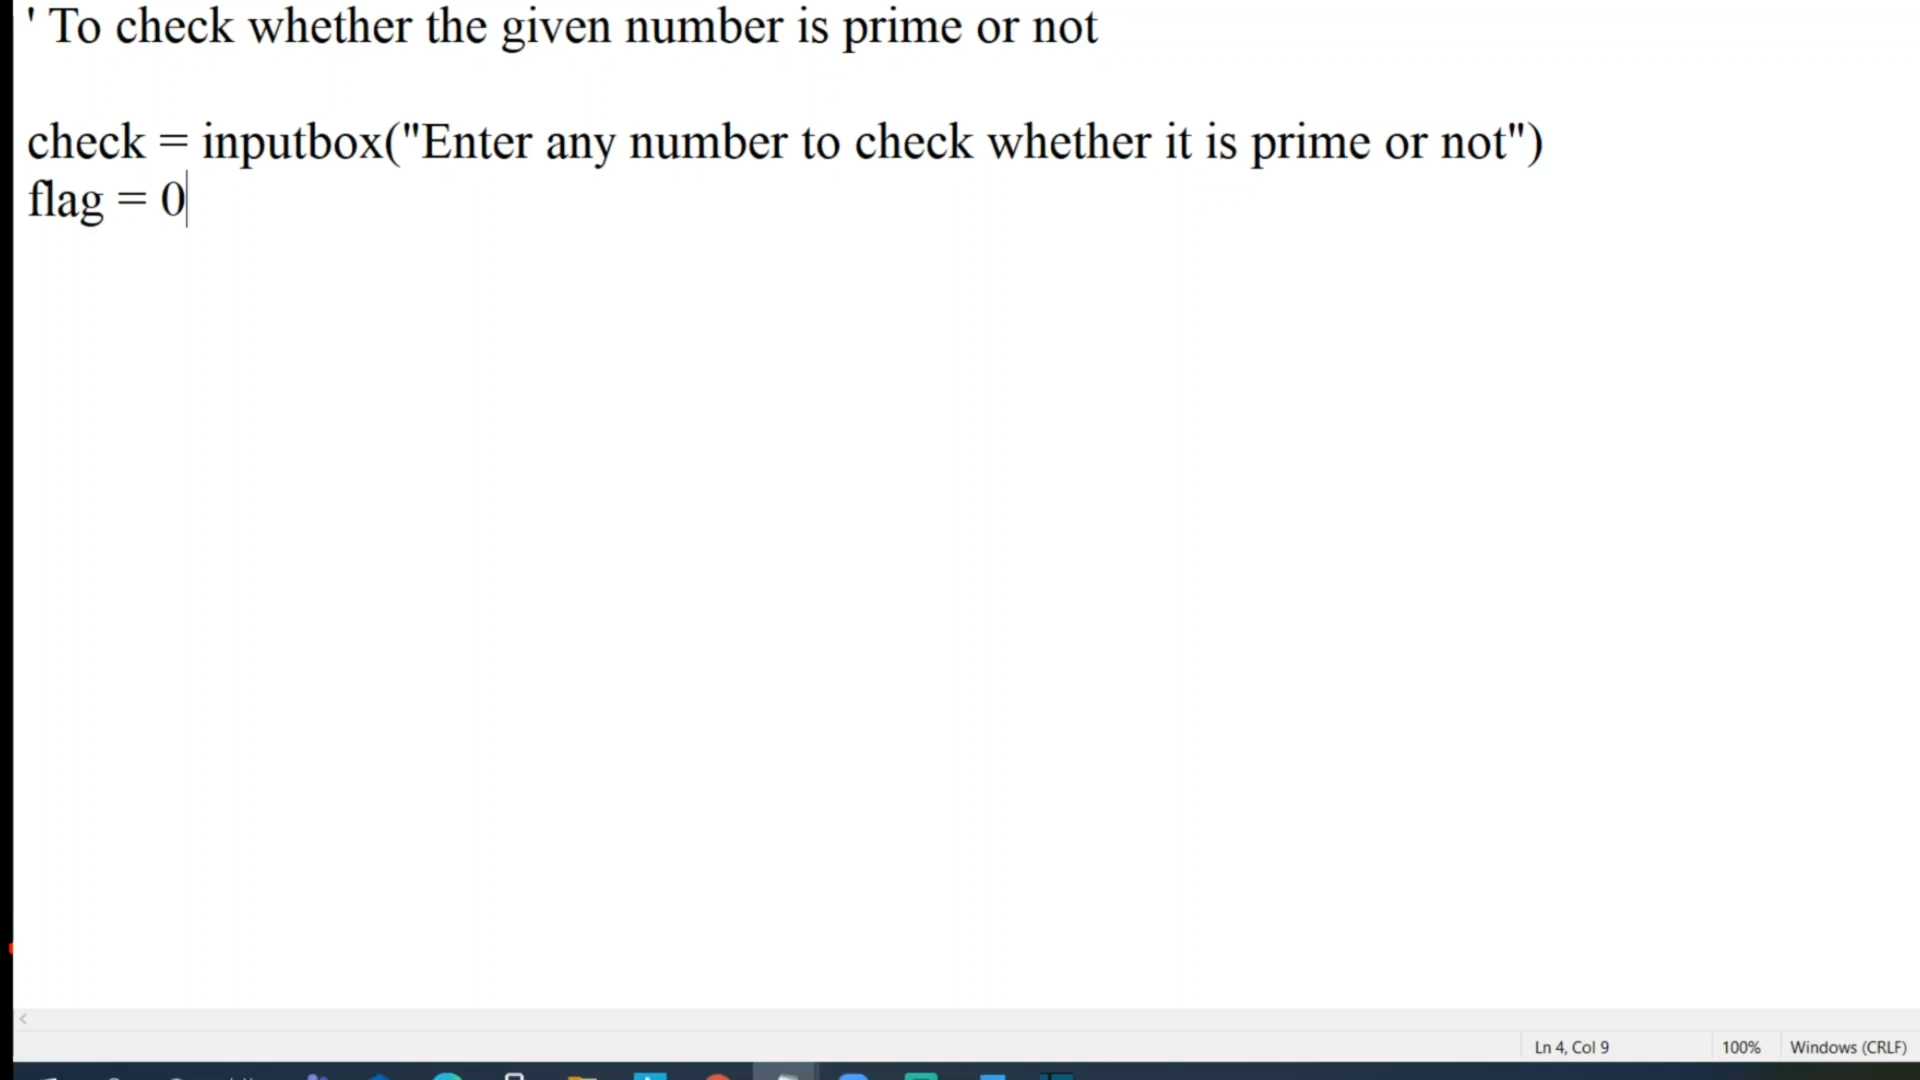 ' To check whether the given number is prime or not
check = inputbox("Enter any number to check whether it is prime or not")
flag = 0
Ln 4, Col 9 100% Windows (CRLF)